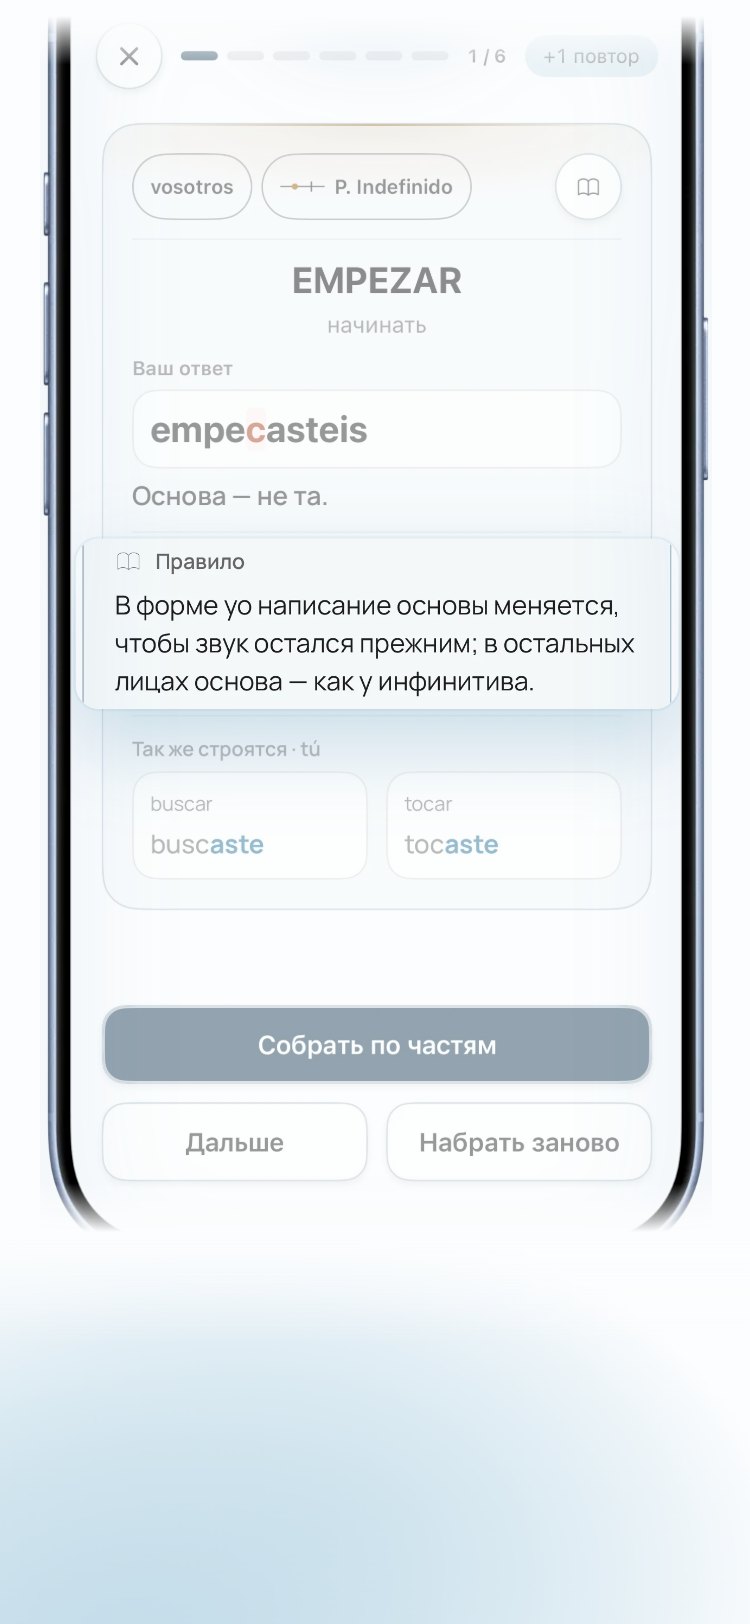 1 / 6
+1 повтор
vosotros
P. Indefinido
EMPEZAR
начинать
Ваш ответ
empecasteis
Основа — не та.
Правило
В форме yo написание основы меняется,
чтобы звук остался прежним; в остальных
лицах основа — как у инфинитива.
Так же строятся · tú
buscar
tocar
buscaste
tocaste
Собрать по частям
Дальше
Набрать заново